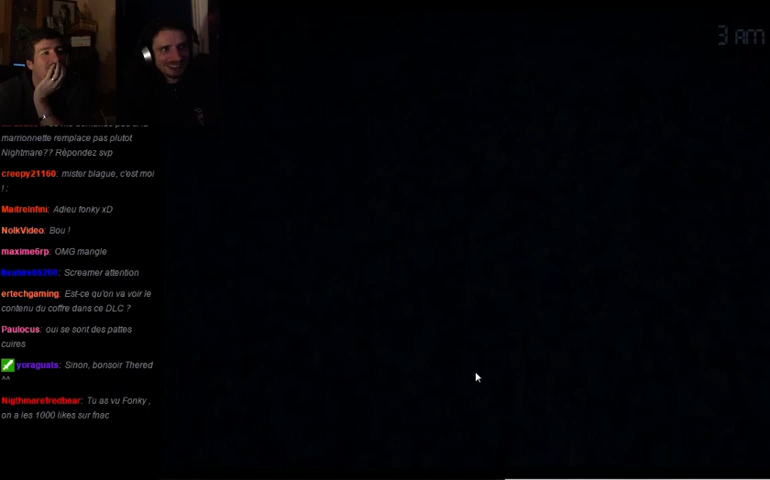 3 AM
marrionnette remplace pas plutot
Nightmare?? Répondez svp
creepy21160: mister blague, c'est moi
! :
MaitreInfini: Adieu fonky xD
NolkVideo: Bou !
maxime6rp: OMG mangle
Screamer attention
ertechgaming: Est-ce qu'on va voir le
contenu du coffre dans ce DLC ?
Paulocus: oui se sont des pattes
cuires
yoraguats: Sinon, bonsoir Thered
^^
Nigthmarefredbear: Tu as vu Fonky ,
on a les 1000 likes sur fnac